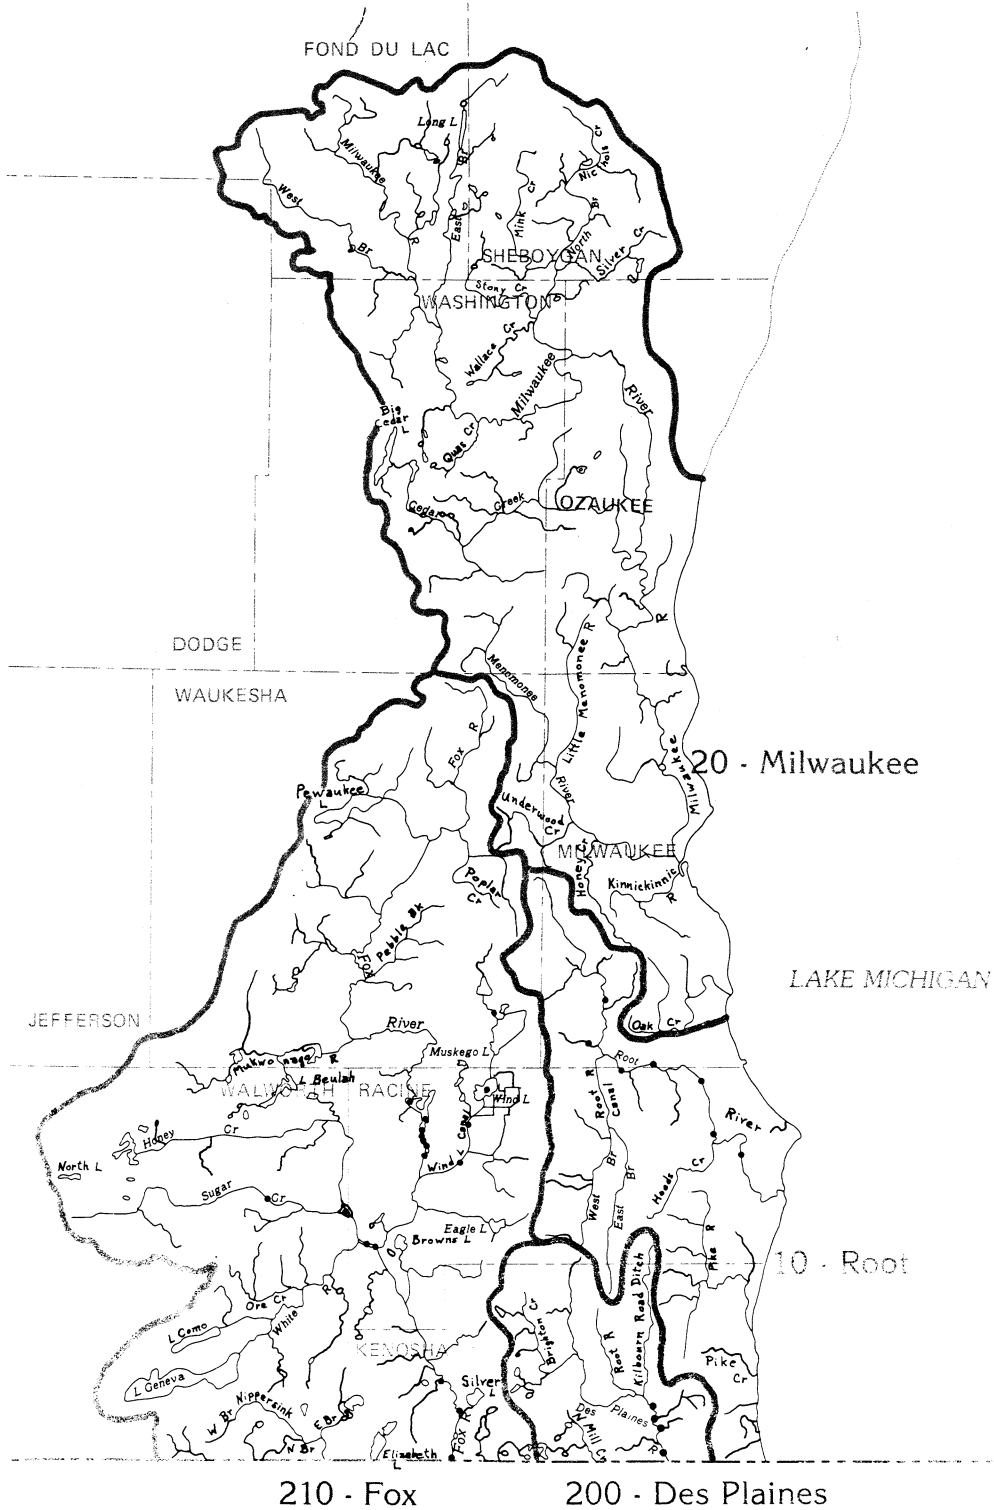 FOND DU LAC
Long L
Milwaukee
Br
Cr
Nichols
West
Br
R
East
D
Mink
Cr
North
Br
Silver
Cr
SHEBOYGAN
Stony Cr
WASHINGTON
Wallace
Cr
Milwaukee
River
Big
Cedar
L
Quas Cr
Cedar
Creek
OZAUKEE
DODGE
WAUKESHA
Menomonee
R
Little Menomonee R
Fox
R
Milwaukee
20 - Milwaukee
Pewaukee
L
River
Underwood
Cr
MILWAUKEE
Honey Cr
Kinnickinnic
R
Poplar
Cr
Pebble Bk
Fox
LAKE MICHIGAN
JEFFERSON
River
Oak Cr
Mukwonago R
Muskego L
Root
L Beulah
WALWORTH
RACINE
Wind L
Root R
Canal
River
Honey
Cr
Canal
Wind L
North L
Br
Br
Hoods
Cr
Sugar
Cr
West
East
Eagle L
Browns L
Pike R
10 - Root
Ore Cr
White
R
L Como
Brighton
Cr
Root R
Kilbourn Road Ditch
KENOSHA
Pike
Cr
L Geneva
Silver
L
W Br Nippersink
E Br
N Br
Elizabeth
L
Fox R
Des Plaines
N Mill
R
210 - Fox
200 - Des Plaines